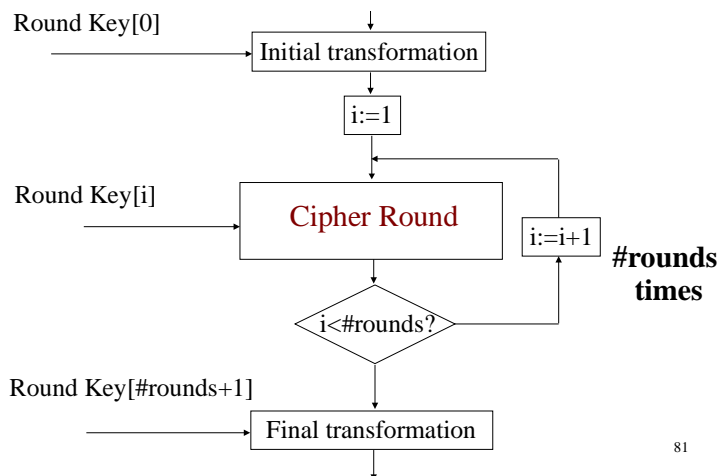 Round Key[0]
Initial transformation
i:=1
Round Key[i]
Cipher Round
i:=i+1
#rounds
times
i<#rounds?
Round Key[#rounds+1]
Final transformation
81